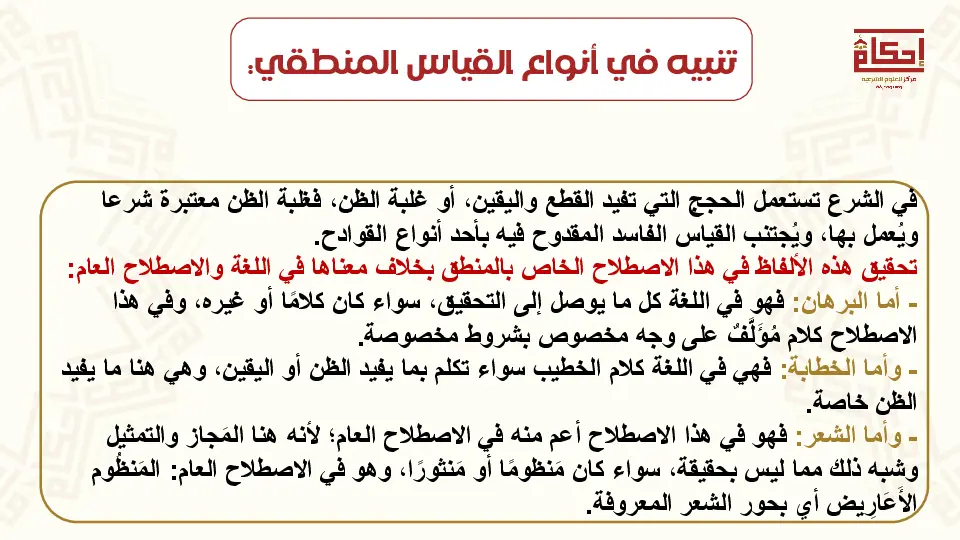 تنبيه في أنواع القياس المنطقي:
إحكام
مركز للعلوم الشرعية
في الشرع تستعمل الحجج التي تفيد القطع واليقين، أو غلبة الظن، فغلبة الظن معتبرة شرعا
ويُعمل بها، ويُجتنب القياس الفاسد المقدوح فيه بأحد أنواع القوادح.
تحقيق هذه الألفاظ في هذا الاصطلاح الخاص بالمنطق بخلاف معناها في اللغة والاصطلاح العام:
- أما البرهان: فهو في اللغة كل ما يوصل إلى التحقيق، سواء كان كلامًا أو غيره، وفي هذا
الاصطلاح كلام مُؤَلَّفٌ على وجه مخصوص بشروط مخصوصة.
- وأما الخطابة: فهي في اللغة كلام الخطيب سواء تكلم بما يفيد الظن أو اليقين، وهي هنا ما يفيد
الظن خاصة.
- وأما الشعر: فهو في هذا الاصطلاح أعم منه في الاصطلاح العام؛ لأنه هنا المَجاز والتمثيل
وشبه ذلك مما ليس بحقيقة، سواء كان مَنظومًا أو مَنثورًا، وهو في الاصطلاح العام: المَنظُوم
الأَعَارِيض أي بحور الشعر المعروفة.